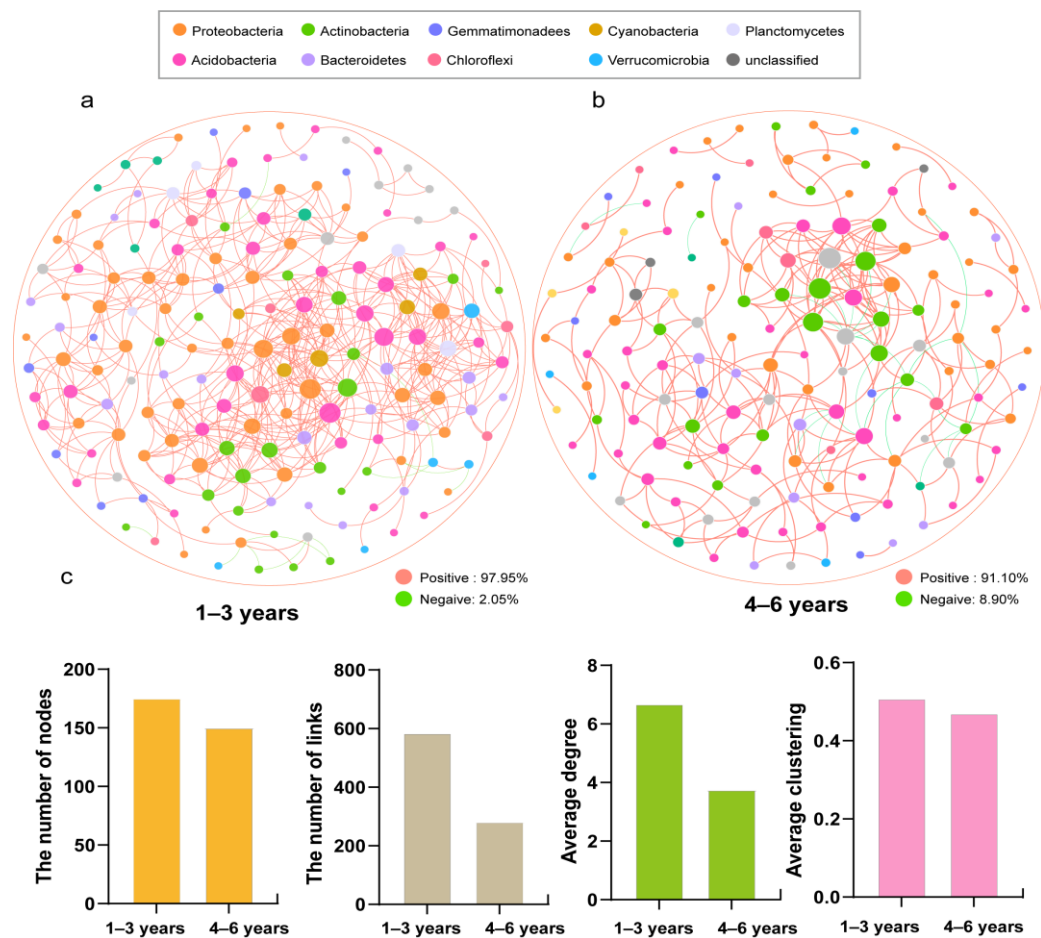 Proteobacteria Actinobacteria Gemmatimonadees Cyanobacteria Planctomycetes
Acidobacteria Bacteroidetes Chloroflexi Verrucomicrobia unclassified
a
b
c
Positive : 97.95%
Negaive: 2.05%
1–3 years
Positive : 91.10%
Negaive: 8.90%
4–6 years
The number of nodes
200
150
100
50
0
1–3 years 4–6 years
The number of links
800
600
400
200
0
1–3 years 4–6 years
Average degree
8
6
4
2
0
1–3 years 4–6 years
Average clustering
0.6
0.4
0.2
0.0
1–3 years 4–6 years